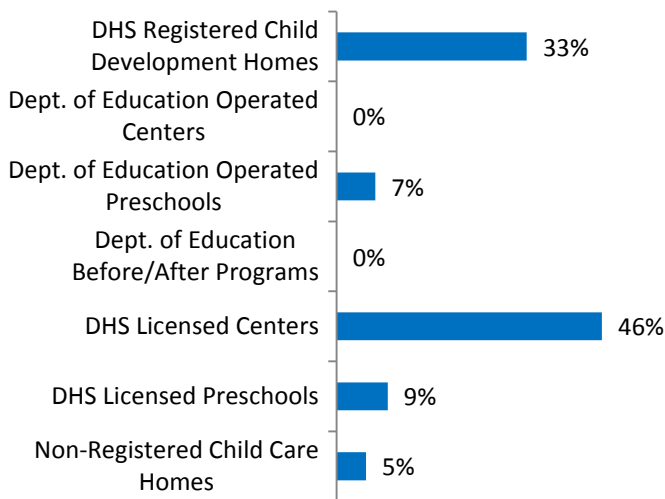 DHS Registered Child
Development Homes
33%
Dept. of Education Operated
Centers
0%
Dept. of Education Operated
Preschools
7%
Dept. of Education
Before/After Programs
0%
DHS Licensed Centers
46%
DHS Licensed Preschools
9%
Non-Registered Child Care
Homes
5%